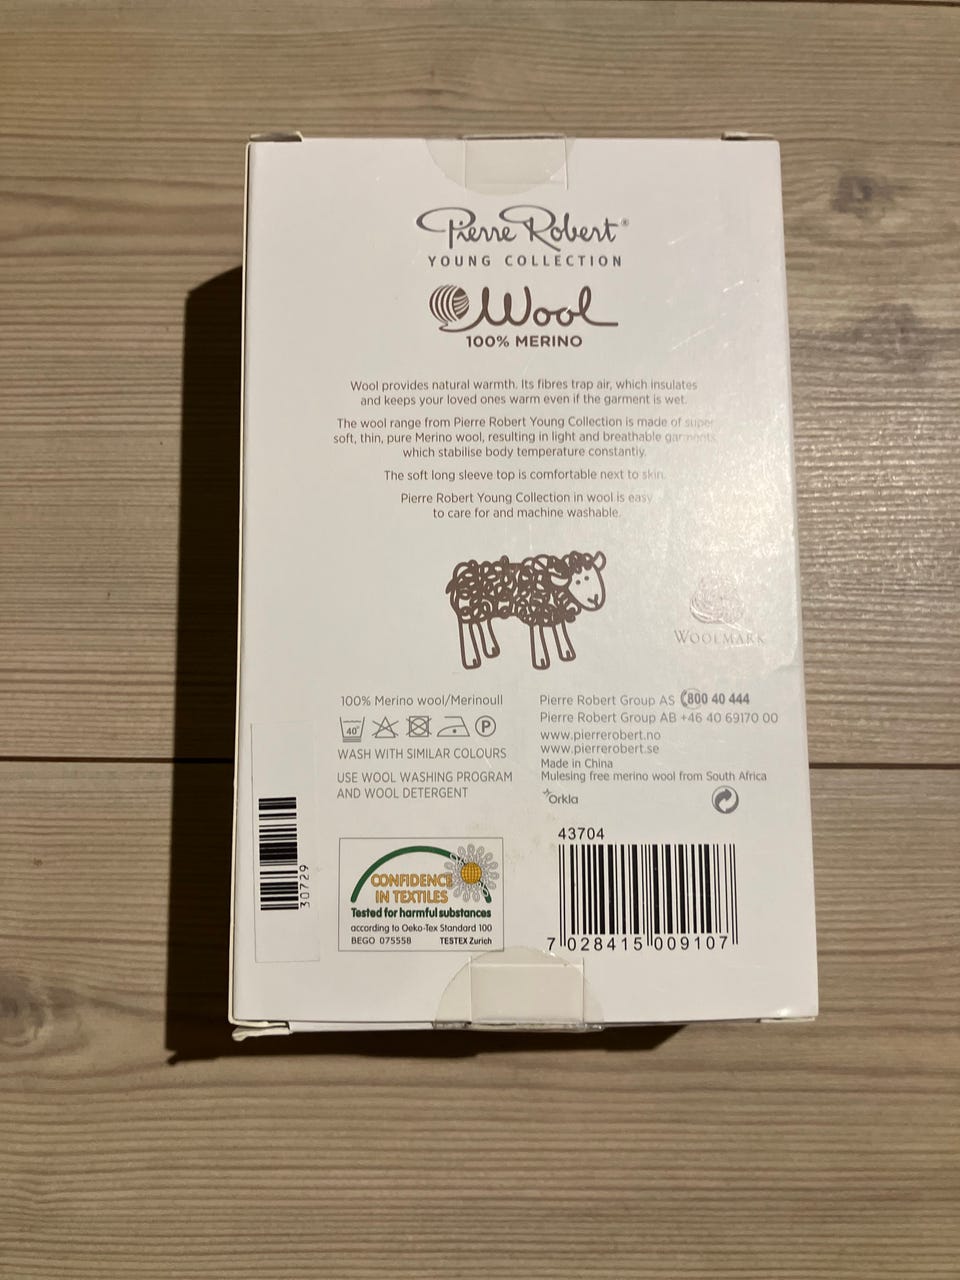 Pierre Robert®
YOUNG COLLECTION
Wool
100% MERINO
Wool provides natural warmth. Its fibres trap air, which insulates
and keeps your loved ones warm even if the garment is wet.
The wool range from Pierre Robert Young Collection is made of super
soft, thin, pure Merino wool, resulting in light and breathable garments,
which stabilise body temperature constantly.
The soft long sleeve top is comfortable next to skin.
Pierre Robert Young Collection in wool is easy
to care for and machine washable.
WOOLMARK
100% Merino wool/Merinoull
40°
P
WASH WITH SIMILAR COLOURS
USE WOOL WASHING PROGRAM
AND WOOL DETERGENT
Pierre Robert Group AS 800 40 444
Pierre Robert Group AB +46 40 69170 00
www.pierrerobert.no
www.pierrerobert.se
Made in China
Mulesing free merino wool from South Africa
Orkla
30729
CONFIDENCE
IN TEXTILES
Tested for harmful substances
according to Oeko-Tex Standard 100
BEGO 075558 TESTEX Zurich
43704
7 028415 009107